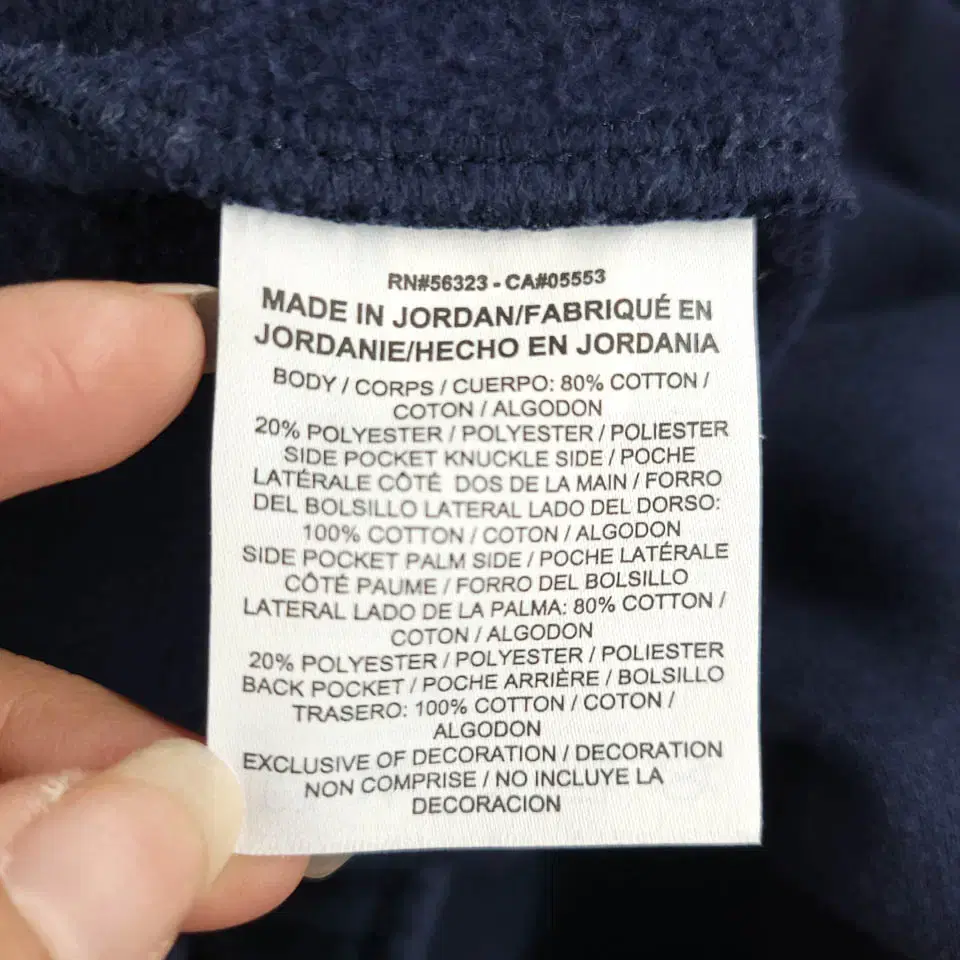 RN#56323 - CA#05553
MADE IN JORDAN/FABRIQUÉ EN
JORDANIE/HECHO EN JORDANIA
BODY / CORPS / CUERPO: 80% COTTON /
COTON / ALGODON
20% POLYESTER / POLYESTER / POLIESTER
SIDE POCKET KNUCKLE SIDE / POCHE
LATÉRALE CÔTÉ DOS DE LA MAIN / FORRO
DEL BOLSILLO LATERAL LADO DEL DORSO:
100% COTTON / COTON / ALGODON
SIDE POCKET PALM SIDE / POCHE LATÉRALE
CÔTÉ PAUME / FORRO DEL BOLSILLO
LATERAL LADO DE LA PALMA: 80% COTTON /
COTON / ALGODON
20% POLYESTER / POLYESTER / POLIESTER
BACK POCKET / POCHE ARRIÈRE / BOLSILLO
TRASERO: 100% COTTON / COTON /
ALGODON
EXCLUSIVE OF DECORATION / DECORATION
NON COMPRISE / NO INCLUYE LA
DECORACION